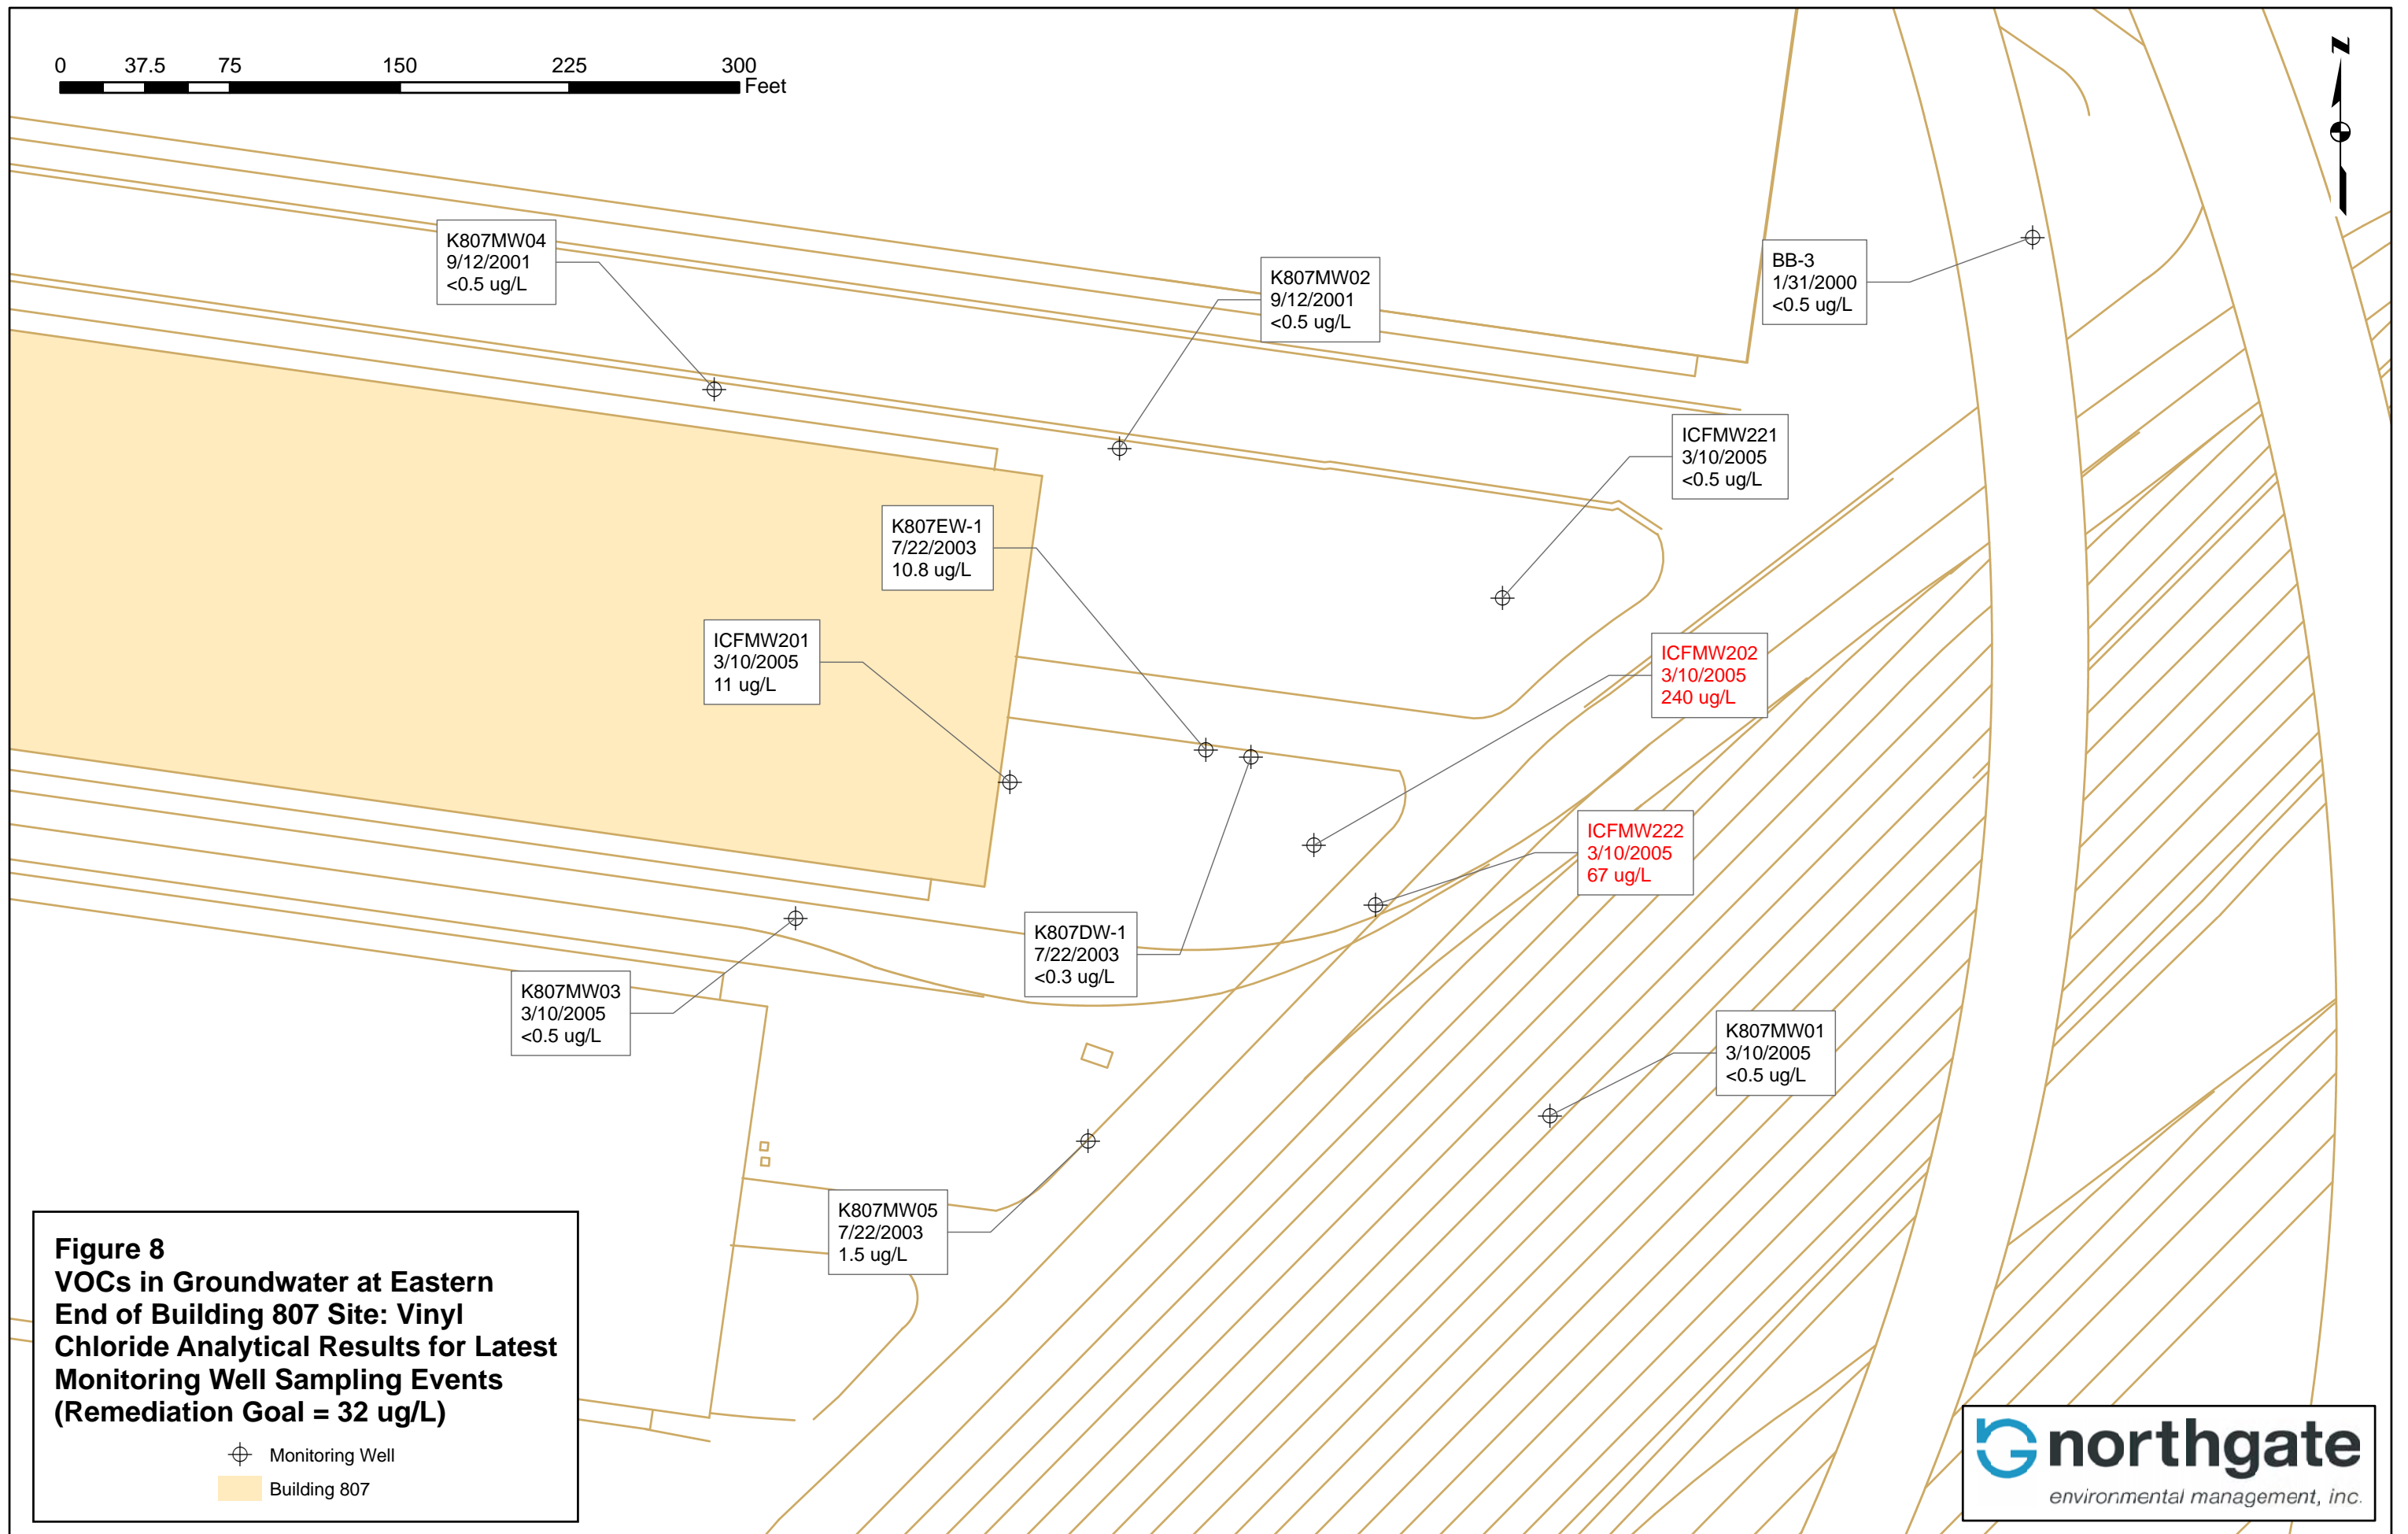 0 37.5 75 150 225 300
Feet
N
K807MW04
9/12/2001
<0.5 ug/L
K807MW02
9/12/2001
<0.5 ug/L
BB-3
1/31/2000
<0.5 ug/L
ICFMW221
3/10/2005
<0.5 ug/L
K807EW-1
7/22/2003
10.8 ug/L
ICFMW201
3/10/2005
11 ug/L
ICFMW202
3/10/2005
240 ug/L
ICFMW222
3/10/2005
67 ug/L
K807DW-1
7/22/2003
<0.3 ug/L
K807MW03
3/10/2005
<0.5 ug/L
K807MW01
3/10/2005
<0.5 ug/L
K807MW05
7/22/2003
1.5 ug/L
Figure 8
VOCs in Groundwater at Eastern
End of Building 807 Site: Vinyl
Chloride Analytical Results for Latest
Monitoring Well Sampling Events
(Remediation Goal = 32 ug/L)
Monitoring Well
Building 807
northgate
environmental management, inc.